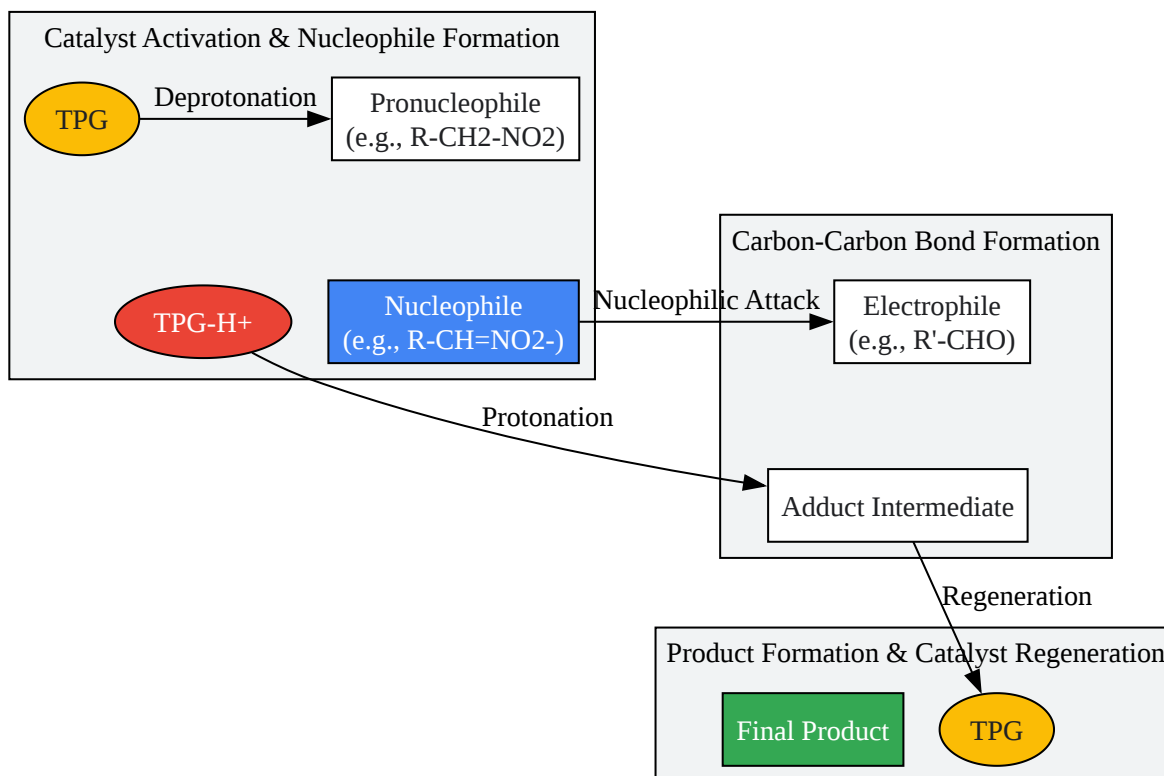 Catalyst Activation & Nucleophile Formation
TPG
Deprotonation
Pronucleophile
(e.g., R-CH2-NO2)
TPG-H+
Nucleophile
(e.g., R-CH=NO2-)
Nucleophilic Attack
Carbon-Carbon Bond Formation
Electrophile
(e.g., R'-CHO)
Protonation
Adduct Intermediate
Regeneration
Product Formation & Catalyst Regeneration
Final Product
TPG